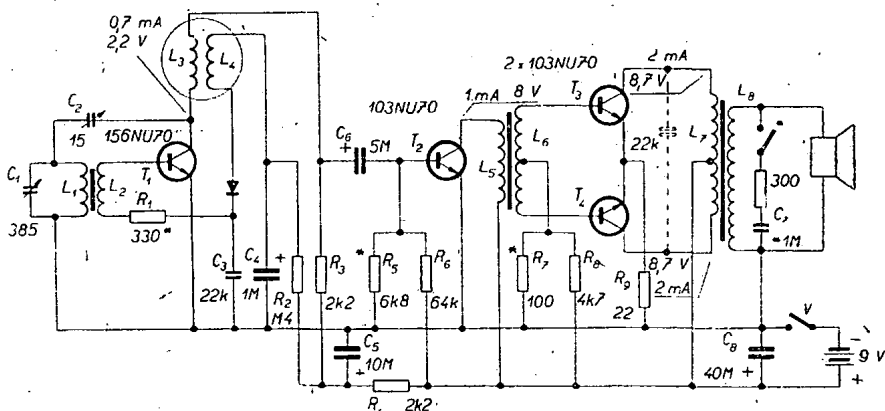 0,7 mA
2,2 V
L3
L4
C2
15
156NU70
T1
C1
385
L1
L2
R1
330*
C3
22k
C4
1M
+
R2
M4
R3
2k2
C6
+
5M
103NU70
T2
1 mA
8 V
L5
L6
*
R5
6k8
R6
64k
C5
10M
+
R
2k2
2x103NU70
T3
T4
2 mA
8,7 V
22k
8,7 V
2 mA
*
R7
100
R8
4k7
R9
22
L7
L8
*
300
C7
*1M
C8
40M
+
V
-
9 V
+